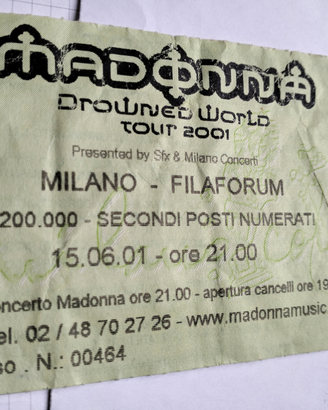 MADONNA
Drowned World
TOUR 2001
Presented by Sfx & Milano Concerti
MILANO - FILAFORUM
200.000 - SECONDI POSTI NUMERATI
15.06.01 - ore 21.00
oncerto Madonna ore 21.00 - apertura cancelli ore 19
el. 02 / 48 70 27 26 - www.madonnamusic
so . N.: 00464